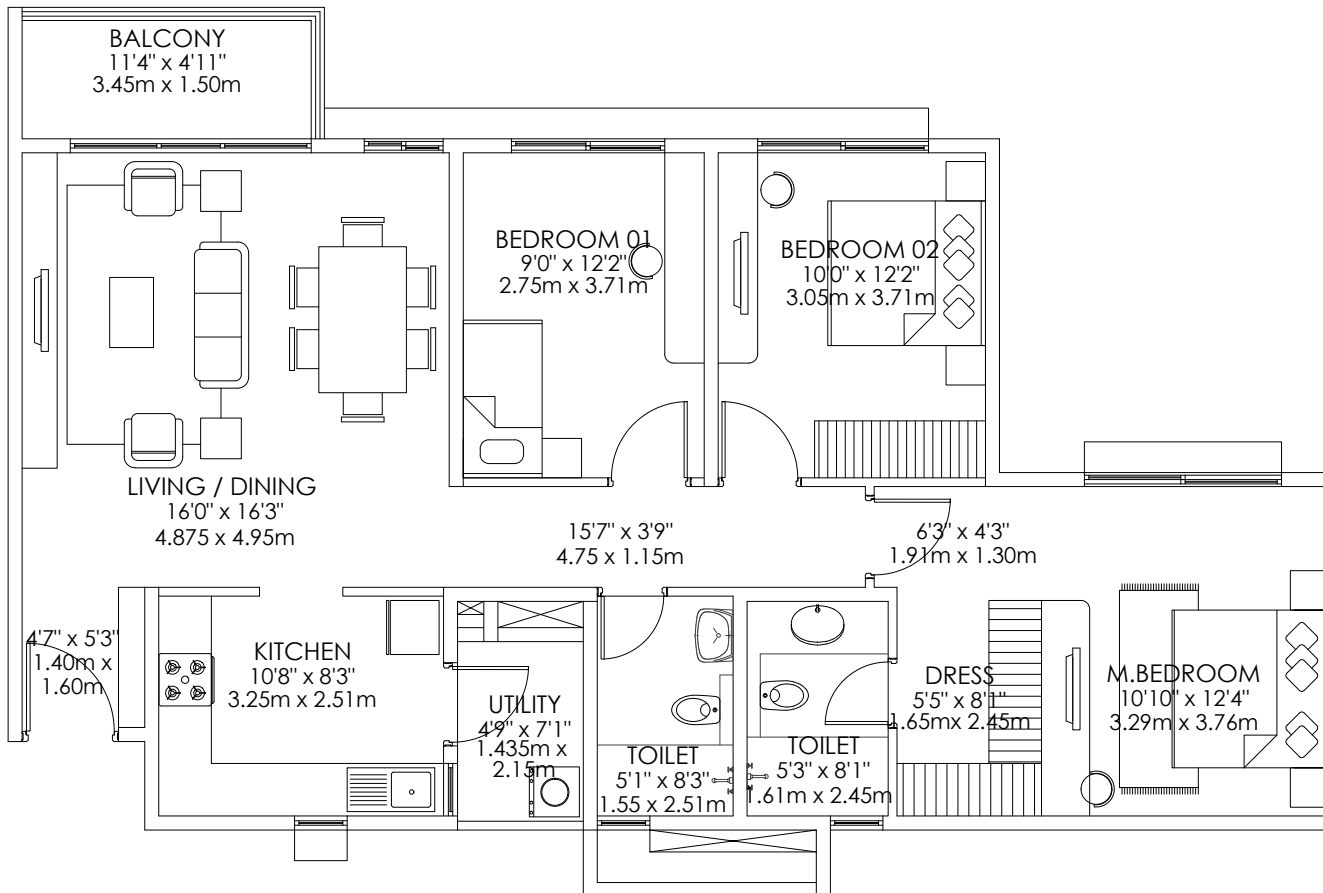 BALCONY
11'4" x 4'11"
3.45m x 1.50m
BEDROOM 01
9'0" x 12'2"
2.75m x 3.71m
BEDROOM 02
10'0" x 12'2"
3.05m x 3.71m
LIVING / DINING
16'0" x 16'3"
4.875 x 4.95m
15'7" x 3'9"
4.75 x 1.15m
6'3" x 4'3"
1.91m x 1.30m
4'7" x 5'3"
1.40m x
1.60m
KITCHEN
10'8" x 8'3"
3.25m x 2.51m
UTILITY
4'9" x 7'1"
1.435m x
2.15m
TOILET
5'1" x 8'3"
1.55 x 2.51m
TOILET
5'3" x 8'1"
1.61m x 2.45m
DRESS
5'5" x 8'1"
1.65mx 2.45m
M.BEDROOM
10'10" x 12'4"
3.29m x 3.76m